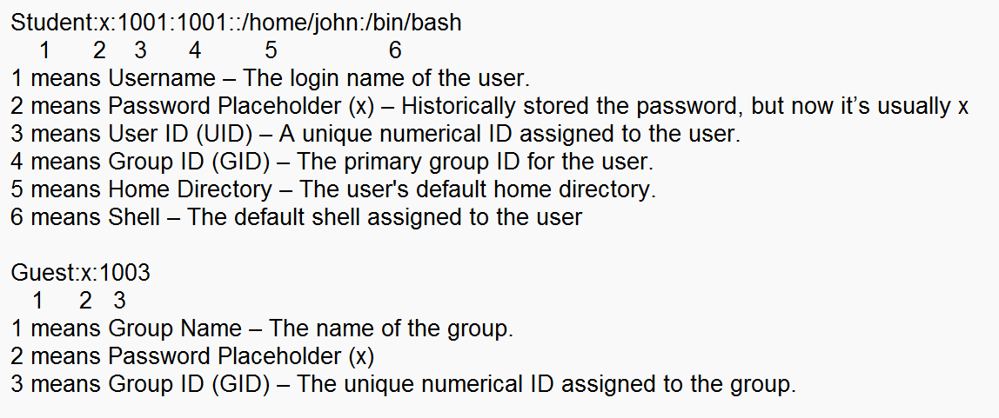 Student:x:1001:1001::/home/john:/bin/bash
1 2 3 4 5 6
1 means Username – The login name of the user.
2 means Password Placeholder (x) – Historically stored the password, but now it’s usually x
3 means User ID (UID) – A unique numerical ID assigned to the user.
4 means Group ID (GID) – The primary group ID for the user.
5 means Home Directory – The user's default home directory.
6 means Shell – The default shell assigned to the user
Guest:x:1003
1 2 3
1 means Group Name – The name of the group.
2 means Password Placeholder (x)
3 means Group ID (GID) – The unique numerical ID assigned to the group.